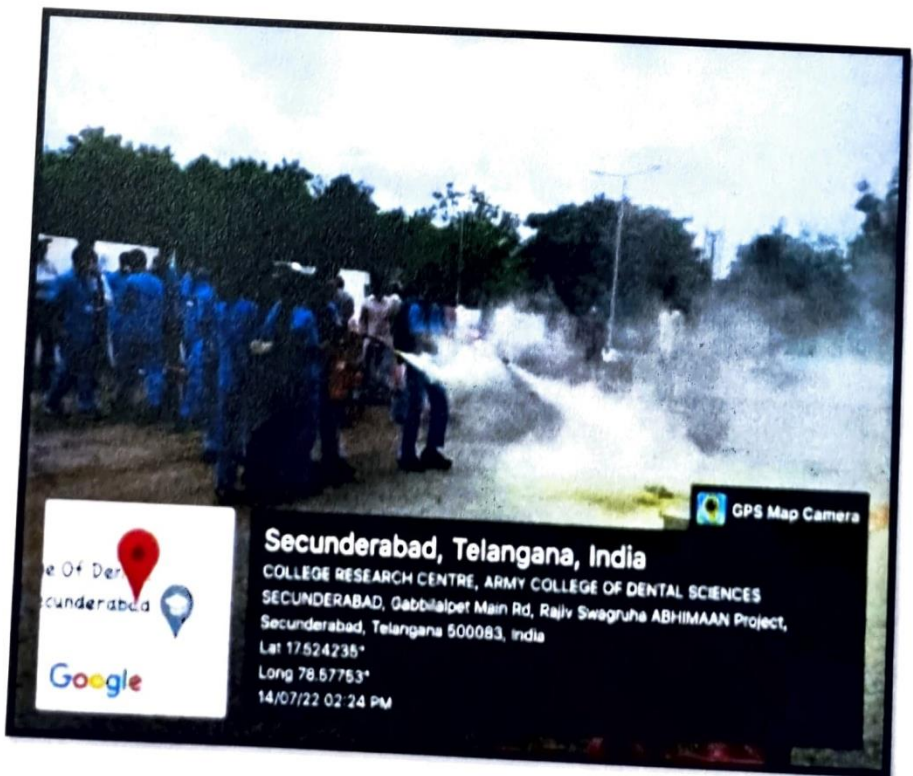 GPS Map Camera
Secunderabad, Telangana, India
COLLEGE RESEARCH CENTRE, ARMY COLLEGE OF DENTAL SCIENCES
SECUNDERABAD, Gabbilalpet Main Rd, Rajiv Swagruha ABHIMAAN Project,
Secunderabad, Telangana 500083, India
Lat 17.524235°
Long 78.57753°
14/07/22 02:24 PM
e Of Den
ecunderabad
Google